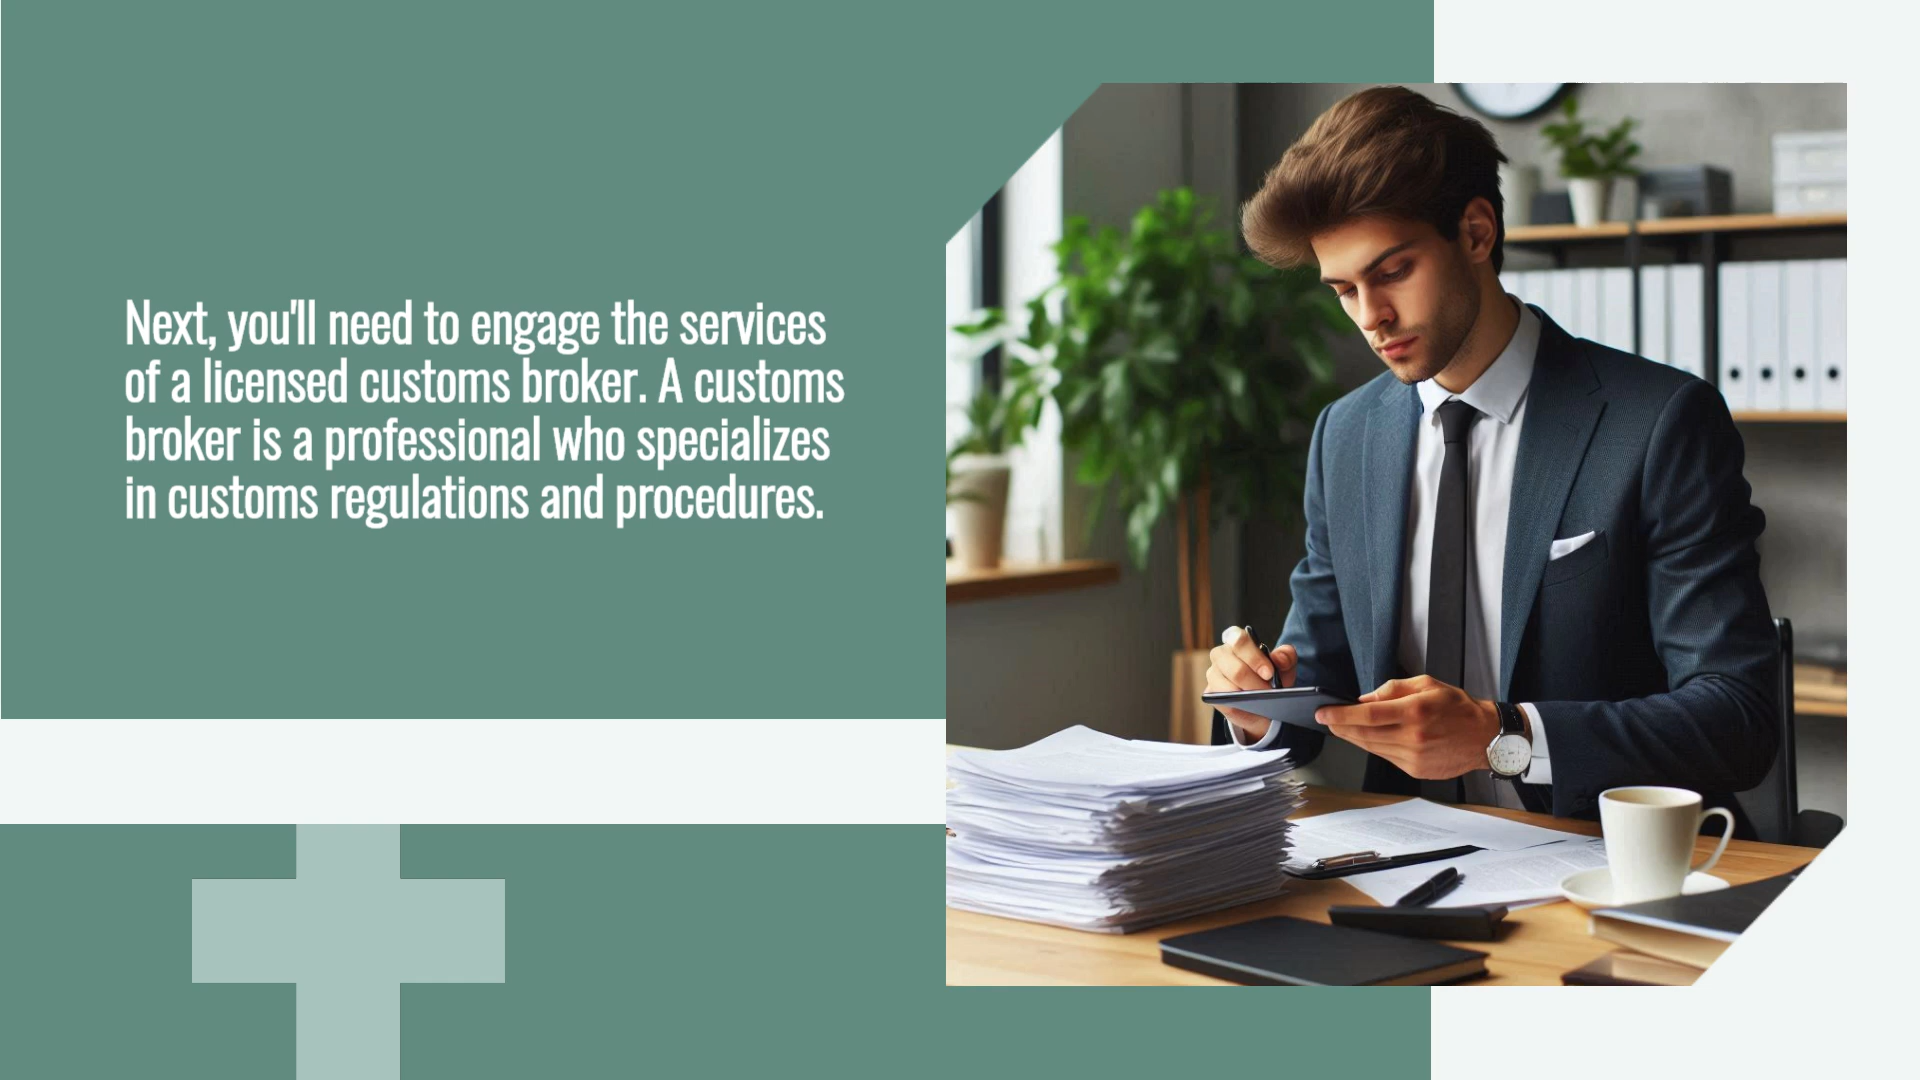 Next, you'll need to engage the services
of a licensed customs broker. A customs
broker is a professional who specializes
in customs regulations and procedures.